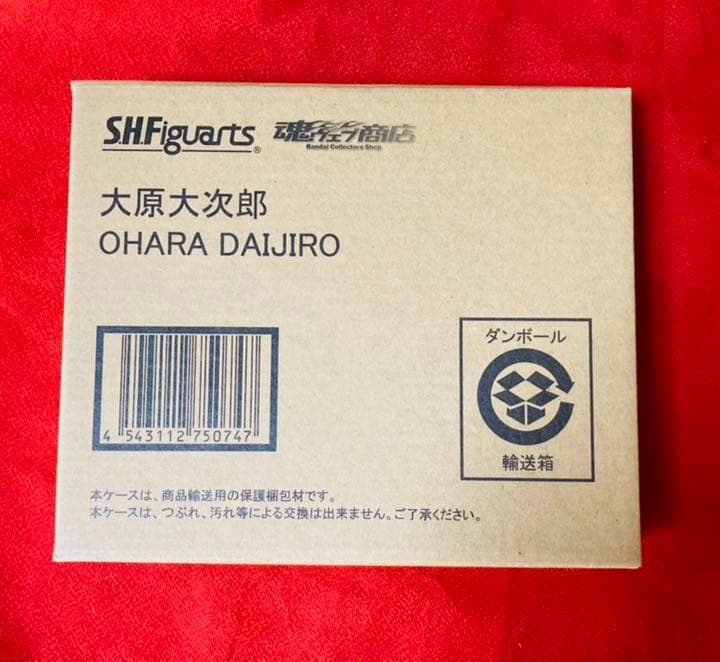 S.H.Figuarts®
魂ウェブ商店
Bandai Collectors Shop
大原大次郎
OHARA DAIJIRO
4 543112 750747
ダンボール
輸送箱
本ケースは、商品輸送用の保護梱包材です。
本ケースは、つぶれ、汚れ等による交換は出来ません。ご了承ください。